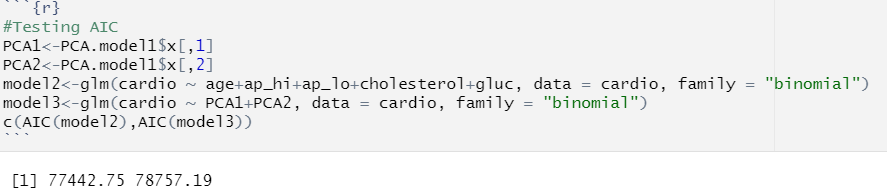 ```{r}
#Testing AIC
PCA1<-PCA.model1$x[,1]
PCA2<-PCA.model1$x[,2]
model2<-glm(cardio ~ age+ap_hi+ap_lo+cholesterol+gluc, data = cardio, family = "binomial")
model3<-glm(cardio ~ PCA1+PCA2, data = cardio, family = "binomial")
c(AIC(model2),AIC(model3))
```
[1] 77442.75 78757.19